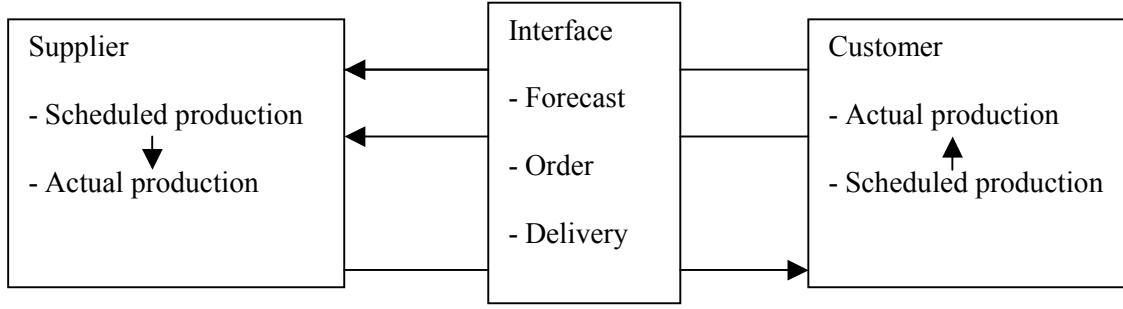 Supplier
- Scheduled production
- Actual production
Interface
- Forecast
- Order
- Delivery
Customer
- Actual production
- Scheduled production